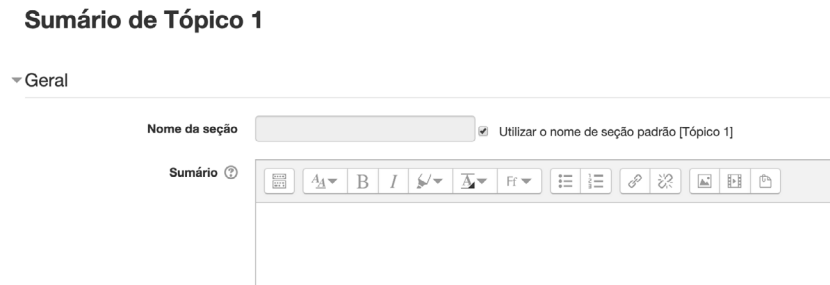 Sumário de Tópico 1
Geral
Nome da seção
Utilizar o nome de seção padrão [Tópico 1]
Sumário
B I Ff